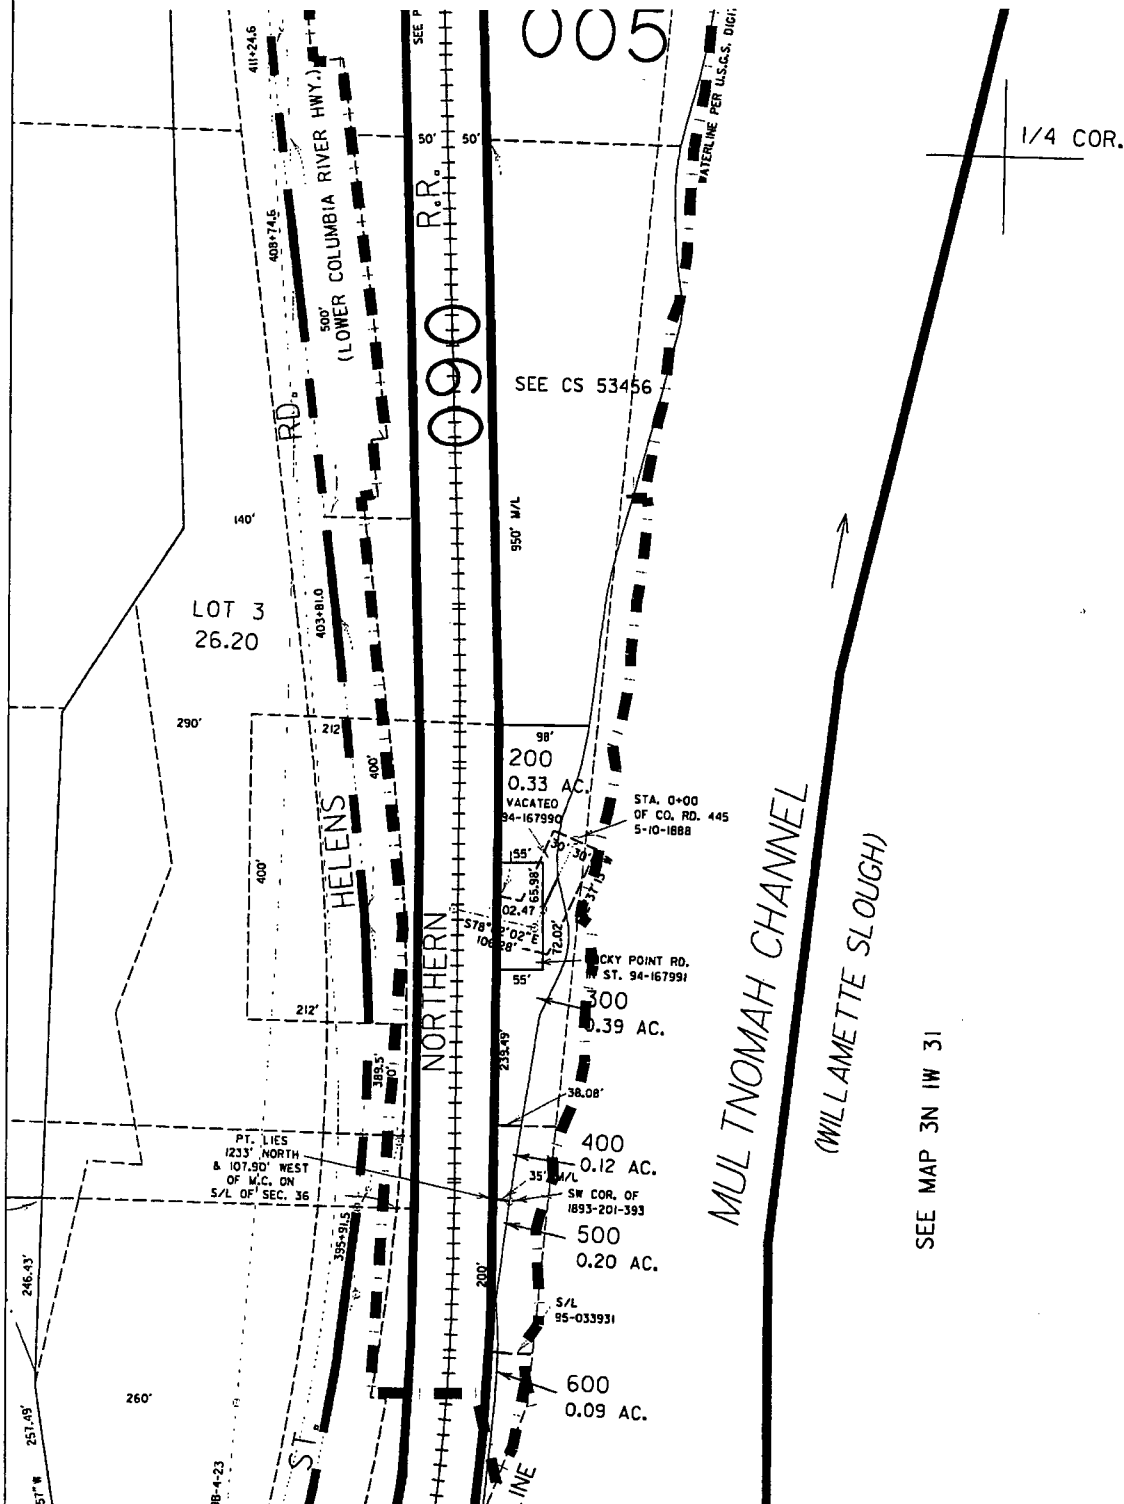 005
411+24.6
SEE
WATERLINE PER U.S.G.S.
1/4 COR.
50'
50'
R.R.
408+74.6
500'
(LOWER COLUMBIA RIVER HWY.)
090
SEE CS 53456
RD.
140'
950' M/L
LOT 3
26.20
403+81.0
290'
212
98'
200
0.33 AC.
VACATED
94-167990
STA. 0+00
OF CO. RD. 445
5-10-1888
400'
400'
HELENS
30' 30'
55'
65.98'
02.47
72.02'
NORTHERN
55'
POINT RD.
ST. 94-167991
300
0.39 AC.
212'
239.49'
389.5'
38.08'
MULTNOMAH CHANNEL
(WILLAMETTE SLOUGH)
SEE MAP 3N 1W 31
PT. LIES
1233' NORTH
& 107.90' WEST
OF M.C. ON
S/L OF SEC. 36
400
0.12 AC.
35' M/L
SW COR. OF
1893-201-393
500
0.20 AC.
395+91.5
246.43'
200'
S/L
95-033931
600
0.09 AC.
260'
257.49'
ST.
57" W
8-4-23
INE